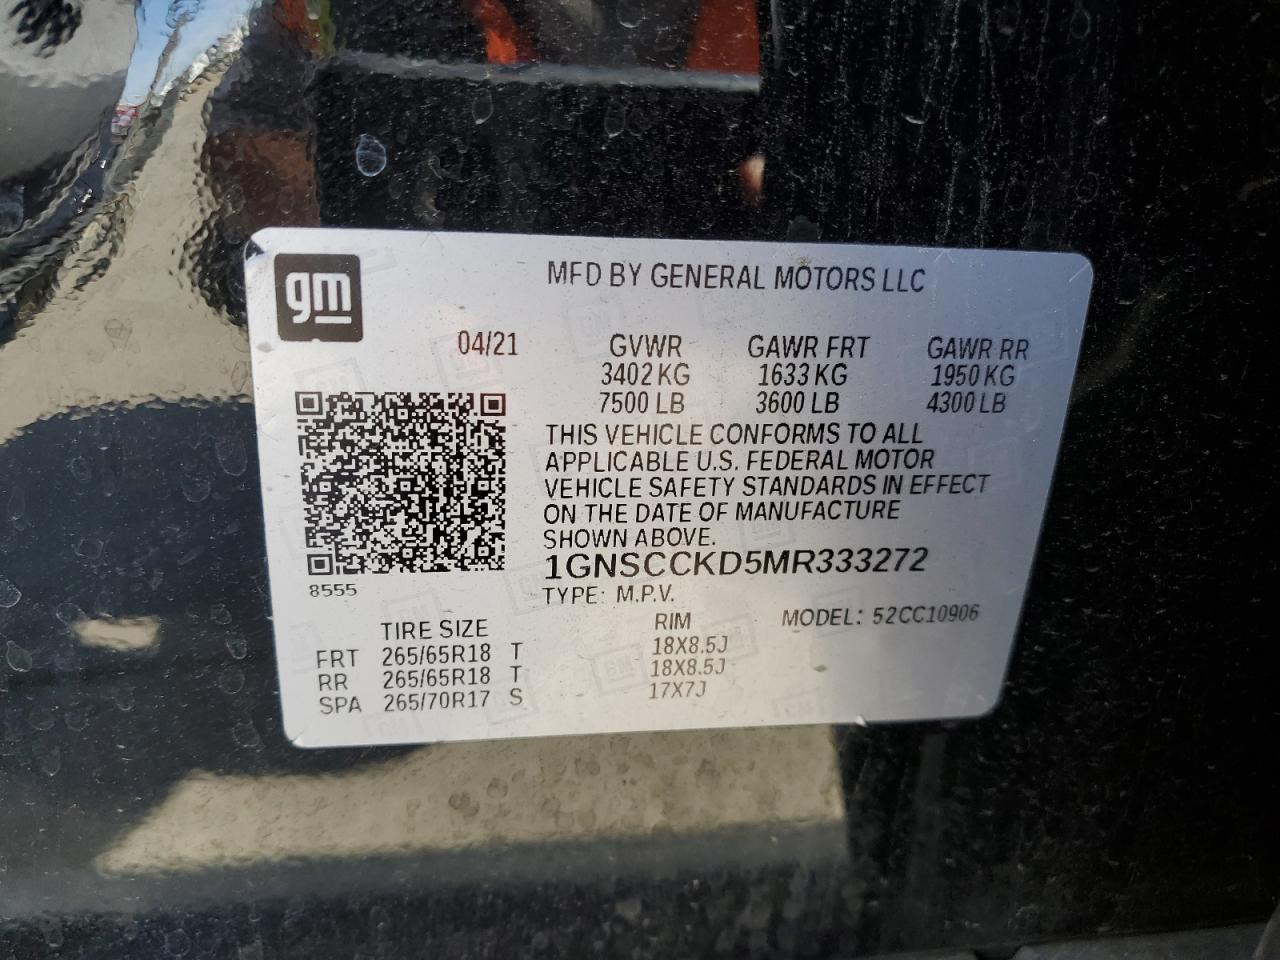 gm
MFD BY GENERAL MOTORS LLC
04/21 GVWR GAWR FRT GAWR RR
3402 KG 1633 KG 1950 KG
7500 LB 3600 LB 4300 LB
THIS VEHICLE CONFORMS TO ALL
APPLICABLE U.S. FEDERAL MOTOR
VEHICLE SAFETY STANDARDS IN EFFECT
ON THE DATE OF MANUFACTURE
SHOWN ABOVE.
1GNSCCKD5MR333272
8555
TYPE: M.P.V. MODEL: 52CC10906
TIRE SIZE RIM
FRT 265/65R18 T 18X8.5J
RR 265/65R18 T 18X8.5J
SPA 265/70R17 S 17X7J